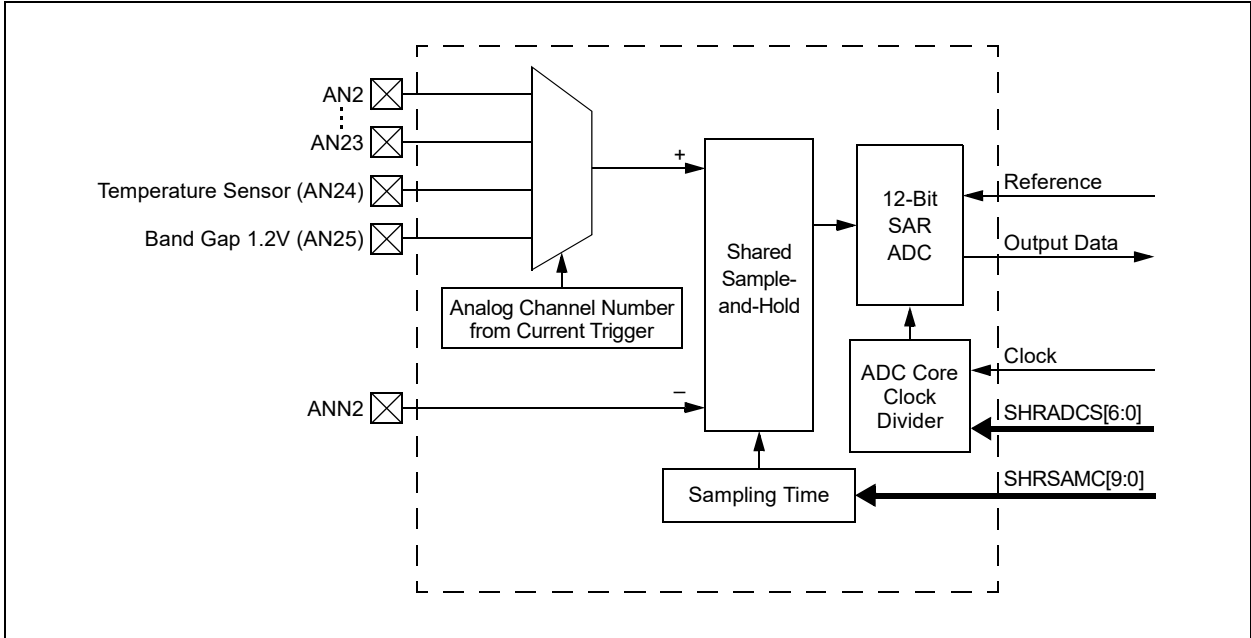 AN2
AN23
Temperature Sensor (AN24)
Band Gap 1.2V (AN25)
Analog Channel Number
from Current Trigger
ANN2
+
–
Shared
Sample-
and-Hold
12-Bit
SAR
ADC
Reference
Output Data
ADC Core
Clock
Divider
Clock
SHRADCS[6:0]
Sampling Time
SHRSAMC[9:0]